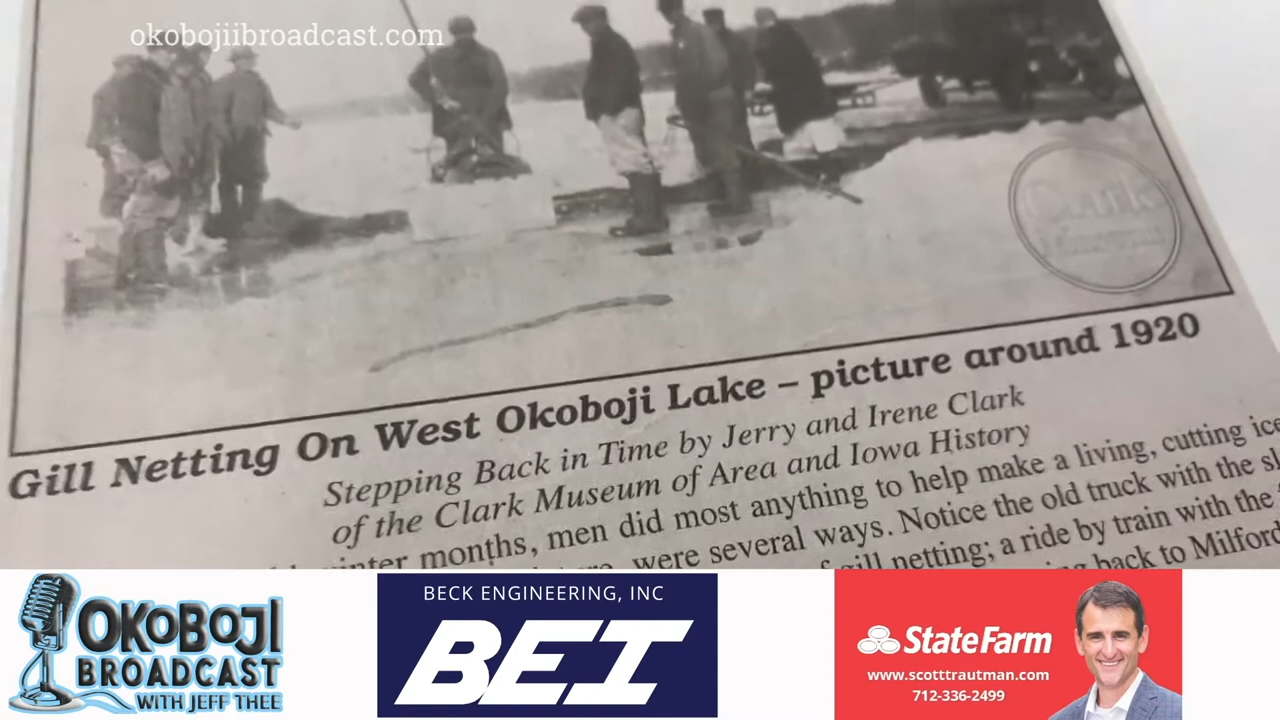 okobojiibroadcast.com
Clark
Museum
Gill Netting On West Okoboji Lake – picture around 1920
Stepping Back in Time by Jerry and Irene Clark
of the Clark Museum of Area and Iowa History
months, men did most anything to help make a living, cutting ice
were several ways. Notice the old truck with the
gill netting; a ride by train with the
back to Milford
OKOBOJI
BROADCAST
WITH JEFF THEE
BECK ENGINEERING, INC
BEI
StateFarm
www.scotttrautman.com
712-336-2499